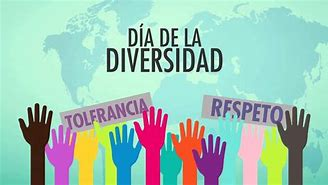 DÍA DE LA
DIVERSIDAD
TOLERANCIA
RESPETO